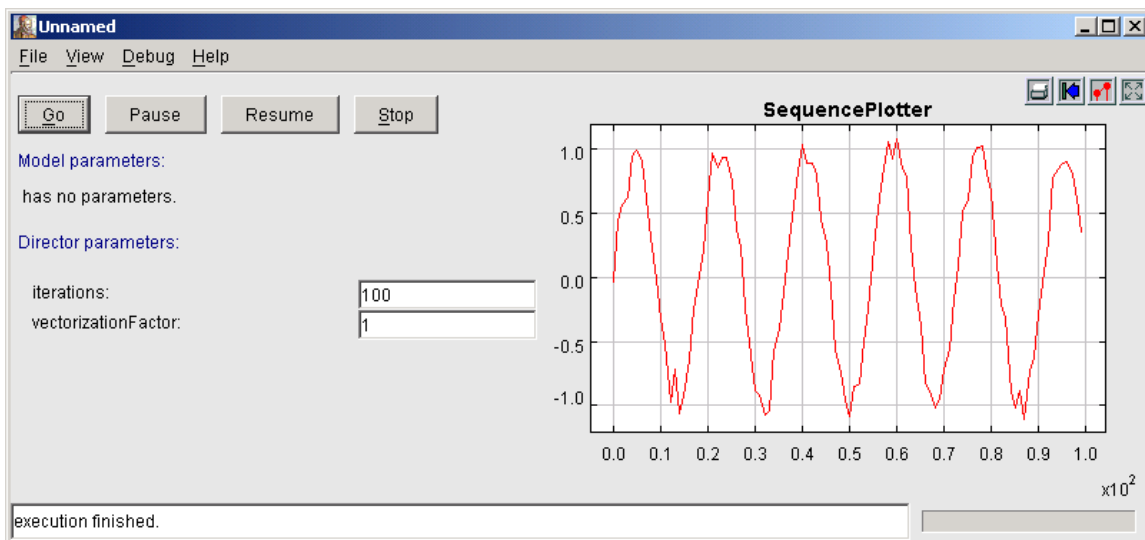 Unnamed
File View Debug Help
Go Pause Resume Stop
Model parameters:
has no parameters.
Director parameters:
iterations: 100
vectorizationFactor: 1
SequencePlotter
1.0
0.5
0.0
-0.5
-1.0
0.0 0.1 0.2 0.3 0.4 0.5 0.6 0.7 0.8 0.9 1.0
x10²
execution finished.